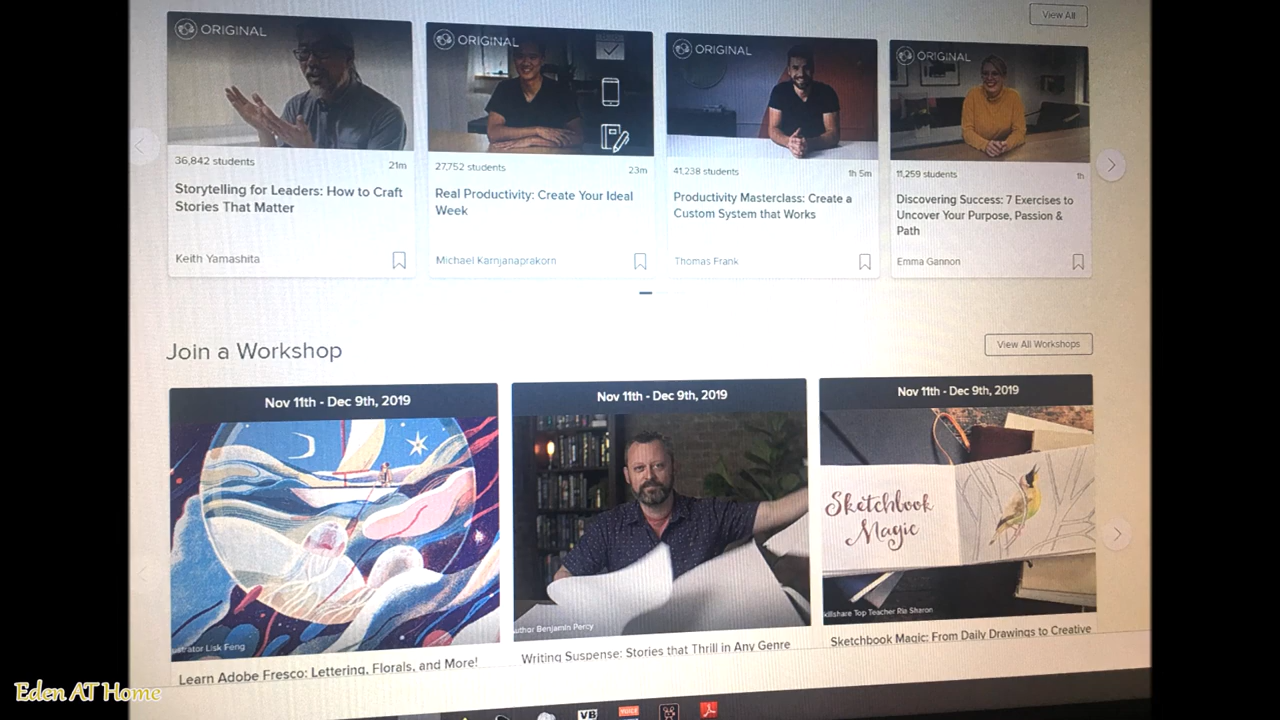 View All
ORIGINAL
ORIGINAL
ORIGINAL
ORIGINAL
36,842 students
21m
Storytelling for Leaders: How to Craft
Stories That Matter
Keith Yamashita
27,752 students
23m
Real Productivity: Create Your Ideal
Week
Michael Karnjanaprakorn
41,238 students
1h 5m
Productivity Masterclass: Create a
Custom System that Works
Thomas Frank
11,259 students
1h
Discovering Success: 7 Exercises to
Uncover Your Purpose, Passion &
Path
Emma Gannon
Join a Workshop
View All Workshops
Nov 11th - Dec 9th, 2019
Lisk Feng
Learn Adobe Fresco: Lettering, Florals, and More!
Nov 11th - Dec 9th, 2019
Benjamin Percy
Writing Suspense: Stories that Thrill in Any Genre
Nov 11th - Dec 9th, 2019
Sketchbook
Magic
killshare Top Teacher Ria Sharon
Sketchbook Magic: From Daily Drawings to Creative
VB
Eden AT Home